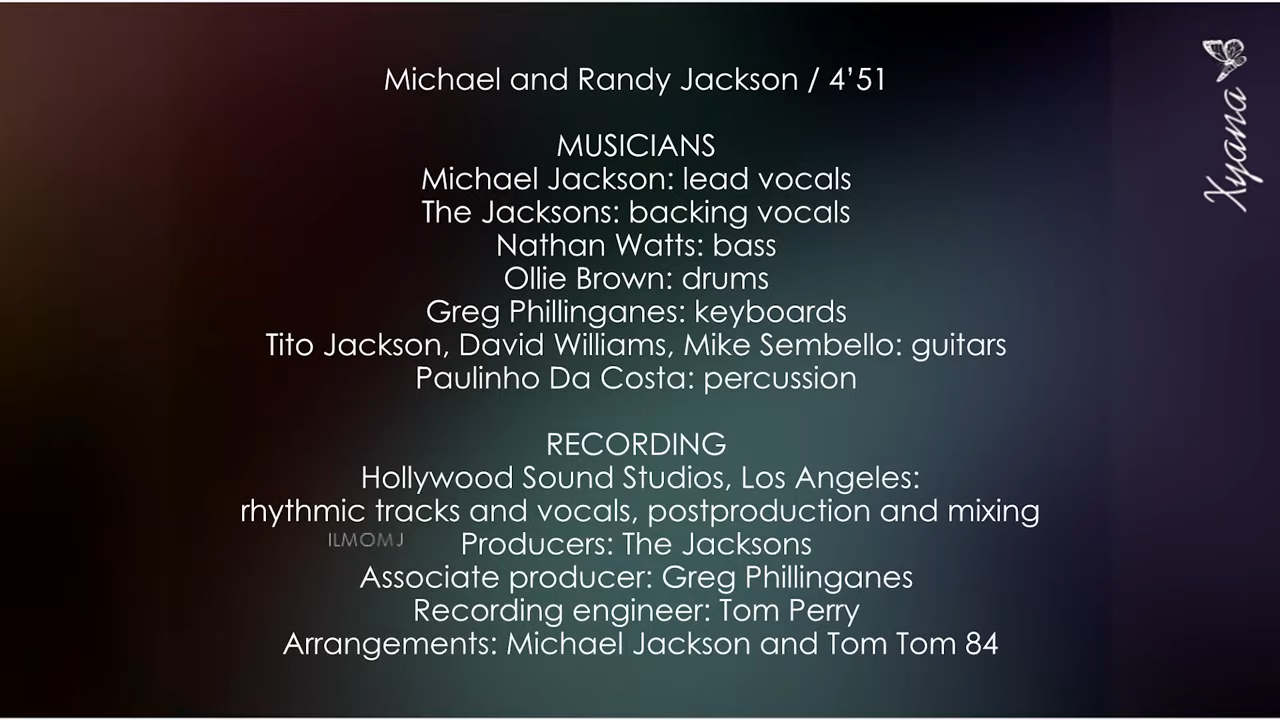 Michael and Randy Jackson / 4’51
MUSICIANS
Michael Jackson: lead vocals
The Jacksons: backing vocals
Nathan Watts: bass
Ollie Brown: drums
Greg Phillinganes: keyboards
Tito Jackson, David Williams, Mike Sembello: guitars
Paulinho Da Costa: percussion
RECORDING
Hollywood Sound Studios, Los Angeles:
rhythmic tracks and vocals, postproduction and mixing
ILMOMJ
Producers: The Jacksons
Associate producer: Greg Phillinganes
Recording engineer: Tom Perry
Arrangements: Michael Jackson and Tom Tom 84
Xyana